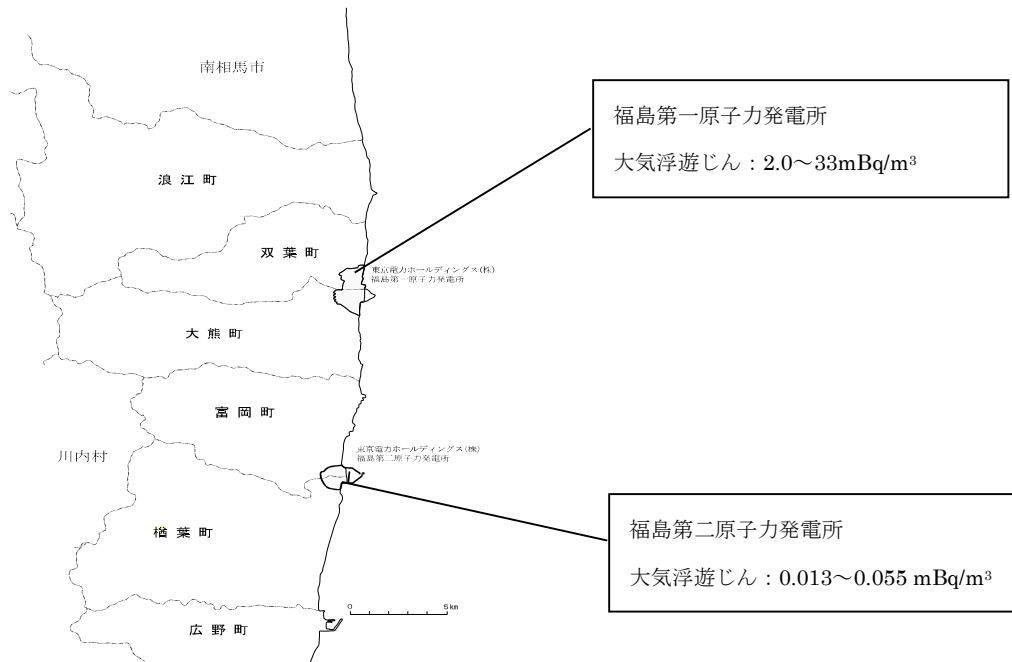 南相馬市
福島第一原子力発電所
大気浮遊じん：2.0～33mBq/m³
浪江町
双葉町
東京電力ホールディングス(株)
福島第一原子力発電所
大熊町
富岡町
東京電力ホールディングス(株)
福島第二原子力発電所
川内村
福島第二原子力発電所
大気浮遊じん：0.013～0.055 mBq/m³
楢葉町
0 5km
広野町